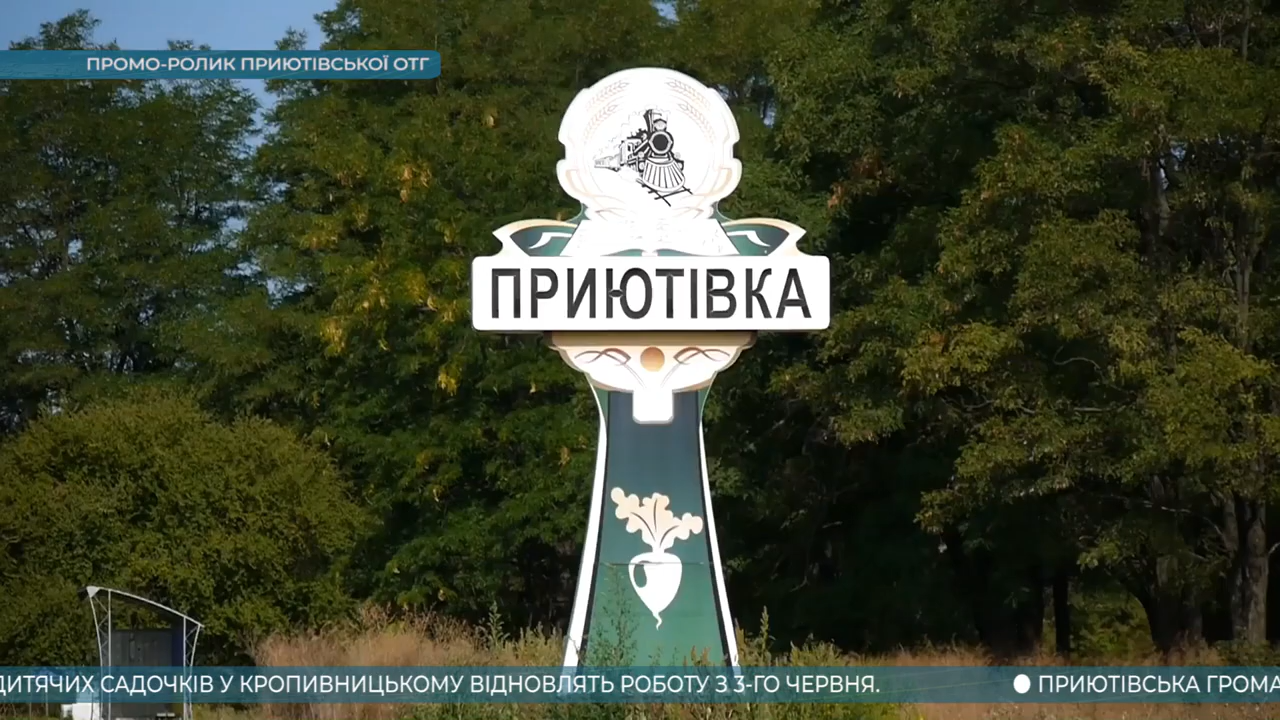 ПРОМО-РОЛИК ПРИЮТІВСЬКОЇ ОТГ
ПРИЮТІВКА
ДИТЯЧИХ САДОЧКІВ У КРОПИВНИЦЬКОМУ ВІДНОВЛЯТЬ РОБОТУ З 3-ГО ЧЕРВНЯ. ПРИЮТІВСЬКА ГРОМА